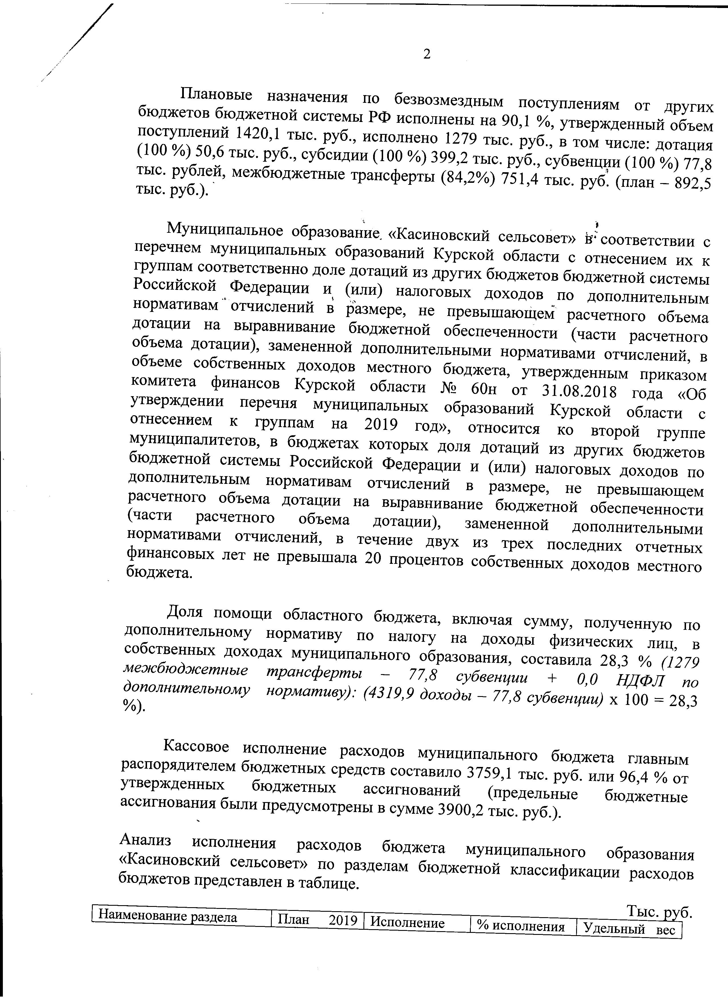 2
Плановые назначения по безвозмездным поступлениям от других
бюджетов бюджетной системы РФ исполнены на 90,1 %, утвержденный объем
поступлений 1420,1 тыс. руб., исполнено 1279 тыс. руб., в том числе: дотация
(100 %) 50,6 тыс. руб., субсидии (100 %) 399,2 тыс. руб., субвенции (100 %) 77,8
тыс. рублей, межбюджетные трансферты (84,2%) 751,4 тыс. руб. (план – 892,5
тыс. руб.).
Муниципальное образование «Касиновский сельсовет» в соответствии с
перечнем муниципальных образований Курской области с отнесением их к
группам соответственно доле дотаций из других бюджетов бюджетной системы
Российской Федерации и (или) налоговых доходов по дополнительным
нормативам отчислений в размере, не превышающем расчетного объема
дотации на выравнивание бюджетной обеспеченности (части расчетного
объема дотации), замененной дополнительными нормативами отчислений, в
объеме собственных доходов местного бюджета, утвержденным приказом
комитета финансов Курской области № 60н от 31.08.2018 года «Об
утверждении перечня муниципальных образований Курской области с
отнесением к группам на 2019 год», относится ко второй группе
муниципалитетов, в бюджетах которых доля дотаций из других бюджетов
бюджетной системы Российской Федерации и (или) налоговых доходов по
дополнительным нормативам отчислений в размере, не превышающем
расчетного объема дотации на выравнивание бюджетной обеспеченности
(части расчетного объема дотации), замененной дополнительными
нормативами отчислений, в течение двух из трех последних отчетных
финансовых лет не превышала 20 процентов собственных доходов местного
бюджета.
Доля помощи областного бюджета, включая сумму, полученную по
дополнительному нормативу по налогу на доходы физических лиц, в
собственных доходах муниципального образования, составила 28,3 % (1279
межбюджетные трансферты – 77,8 субвенции + 0,0 НДФЛ по
дополнительному нормативу): (4319,9 доходы – 77,8 субвенции) х 100 = 28,3
%).
Кассовое исполнение расходов муниципального бюджета главным
распорядителем бюджетных средств составило 3759,1 тыс. руб. или 96,4 % от
утвержденных бюджетных ассигнований (предельные бюджетные
ассигнования были предусмотрены в сумме 3900,2 тыс. руб.).
Анализ исполнения расходов бюджета муниципального образования
«Касиновский сельсовет» по разделам бюджетной классификации расходов
бюджетов представлен в таблице.
Тыс. руб.
Наименование раздела План 2019 Исполнение % исполнения Удельный вес